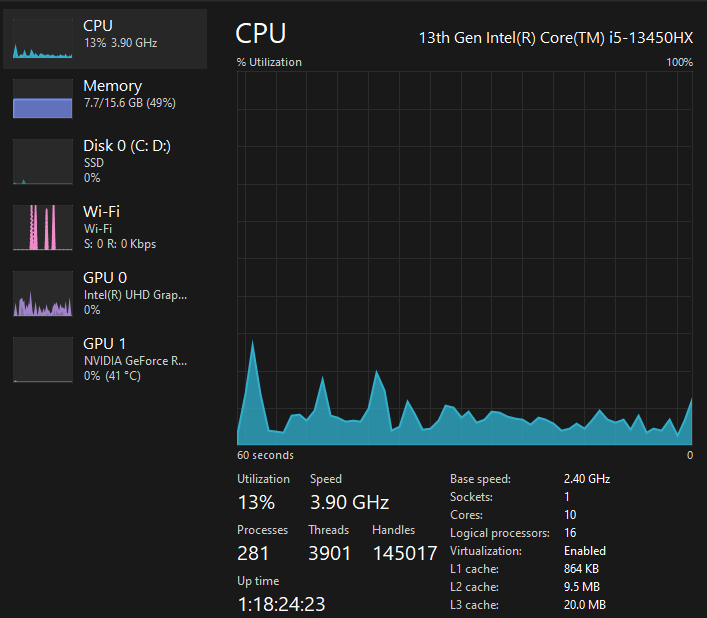 CPU
13% 3.90 GHz
Memory
7.7/15.6 GB (49%)
Disk 0 (C: D:)
SSD
0%
Wi-Fi
Wi-Fi
S: 0 R: 0 Kbps
GPU 0
Intel(R) UHD Grap...
0%
GPU 1
NVIDIA GeForce R...
0% (41 °C)
CPU
13th Gen Intel(R) Core(TM) i5-13450HX
% Utilization 100%
60 seconds 0
Utilization Speed
13% 3.90 GHz
Processes Threads Handles
281 3901 145017
Up time
1:18:24:23
Base speed: 2.40 GHz
Sockets: 1
Cores: 10
Logical processors: 16
Virtualization: Enabled
L1 cache: 864 KB
L2 cache: 9.5 MB
L3 cache: 20.0 MB